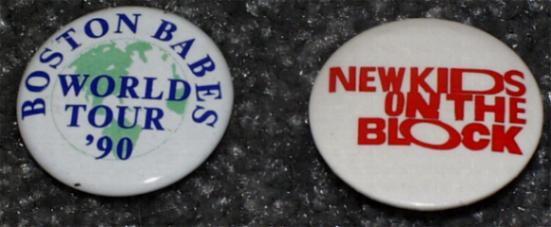 BOSTON BABES
WORLD
TOUR
'90
NEW KIDS
ON THE
BLOCK